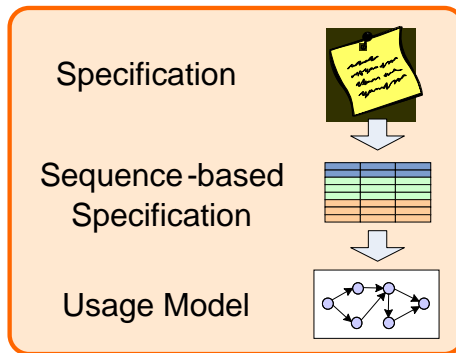 Specification
Sequence-based
Specification
Usage Model